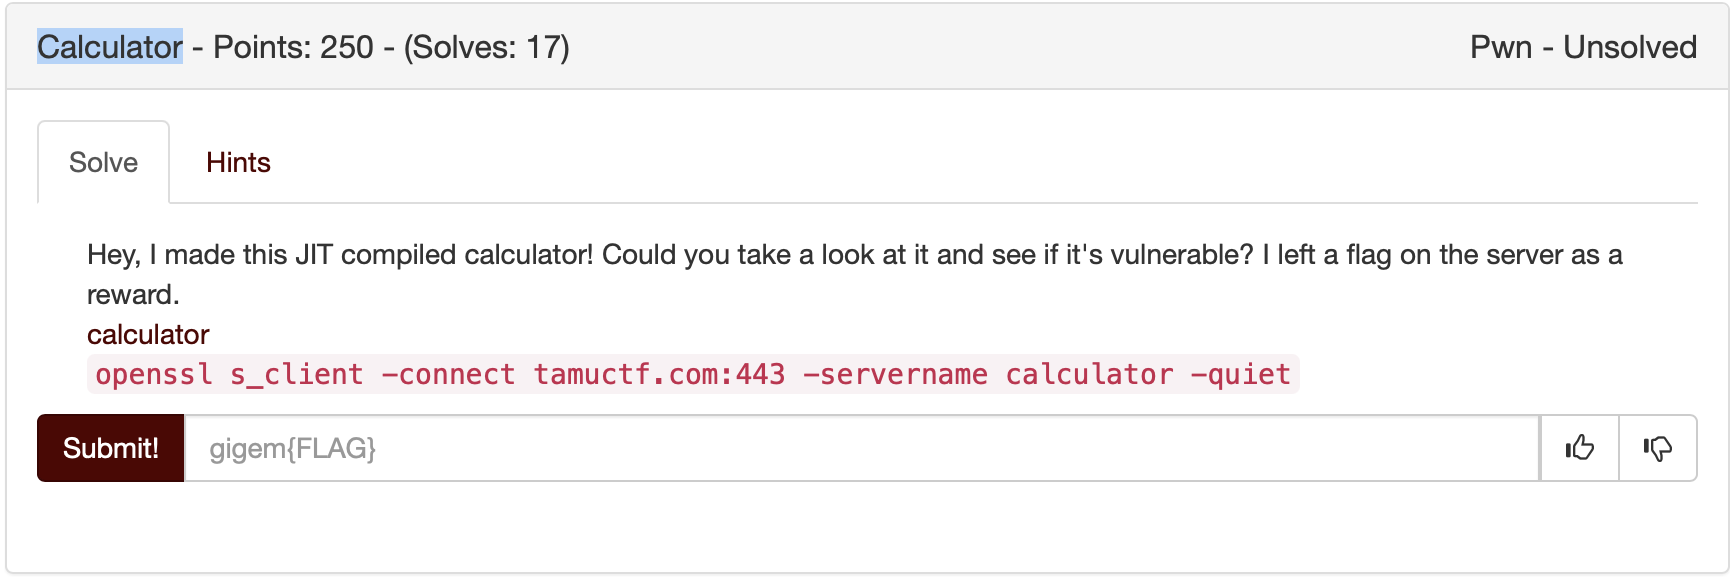 Calculator - Points: 250 - (Solves: 17)
Pwn - Unsolved
Solve
Hints
Hey, I made this JIT compiled calculator! Could you take a look at it and see if it's vulnerable? I left a flag on the server as a
reward.
calculator
openssl s_client -connect tamuctf.com:443 -servername calculator -quiet
Submit!
gigem{FLAG}